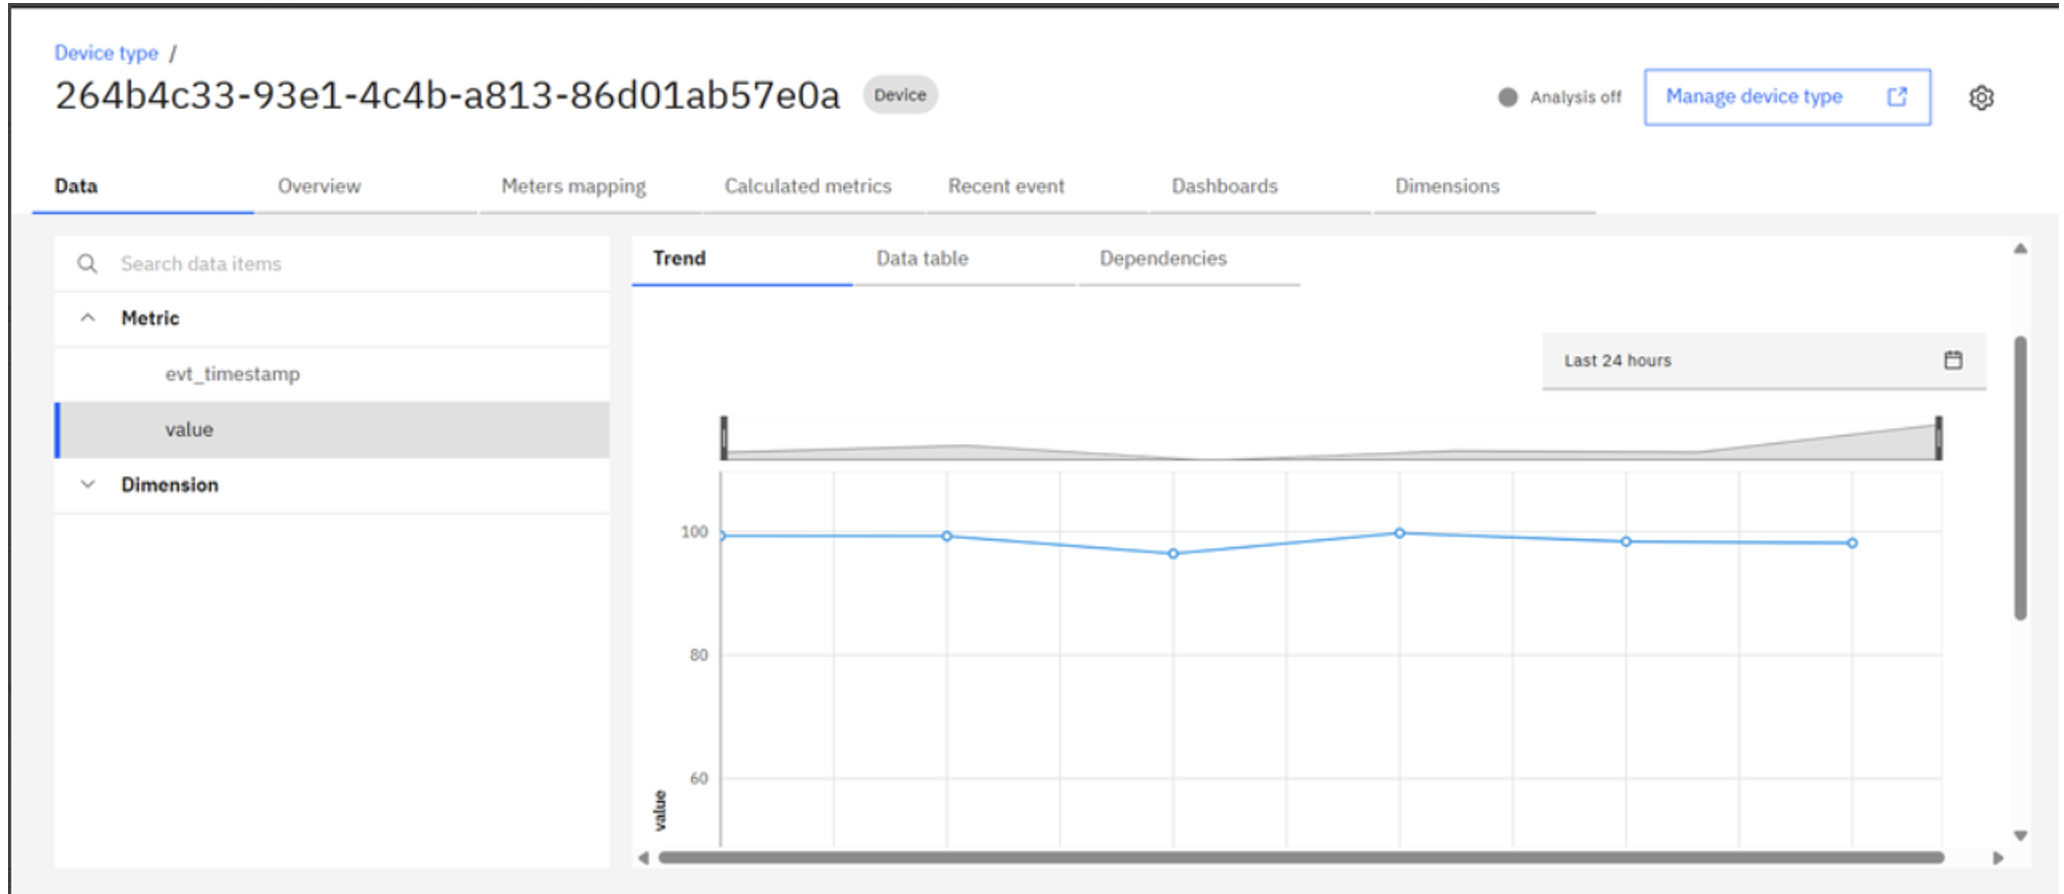 Device type /
264b4c33-93e1-4c4b-a813-86d01ab57e0a Device
Analysis off
Manage device type
Data Overview Meters mapping Calculated metrics Recent event Dashboards Dimensions
Search data items
Metric
evt_timestamp
value
Dimension
Trend Data table Dependencies
Last 24 hours
100
80
60
value